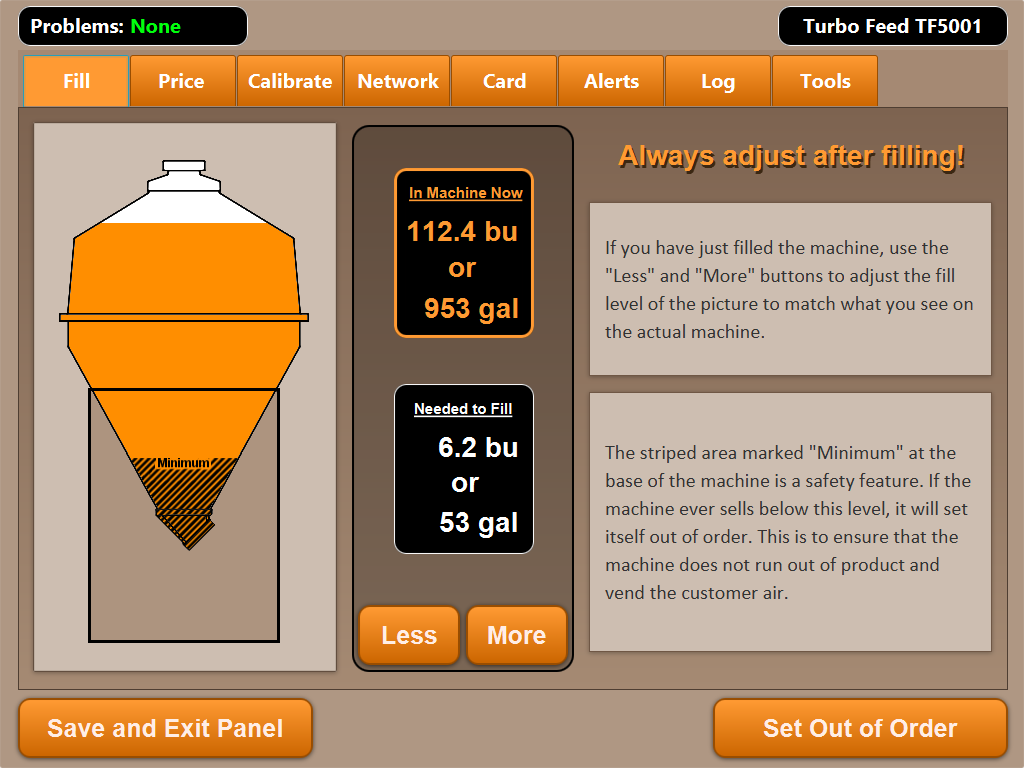 Problems: None
Turbo Feed TF5001
Fill
Price
Calibrate
Network
Card
Alerts
Log
Tools
Minimum
In Machine Now
112.4 bu
or
953 gal
Needed to Fill
6.2 bu
or
53 gal
Less
More
Always adjust after filling!
If you have just filled the machine, use the
"Less" and "More" buttons to adjust the fill
level of the picture to match what you see on
the actual machine.
The striped area marked "Minimum" at the
base of the machine is a safety feature. If the
machine ever sells below this level, it will set
itself out of order. This is to ensure that the
machine does not run out of product and
vend the customer air.
Save and Exit Panel
Set Out of Order